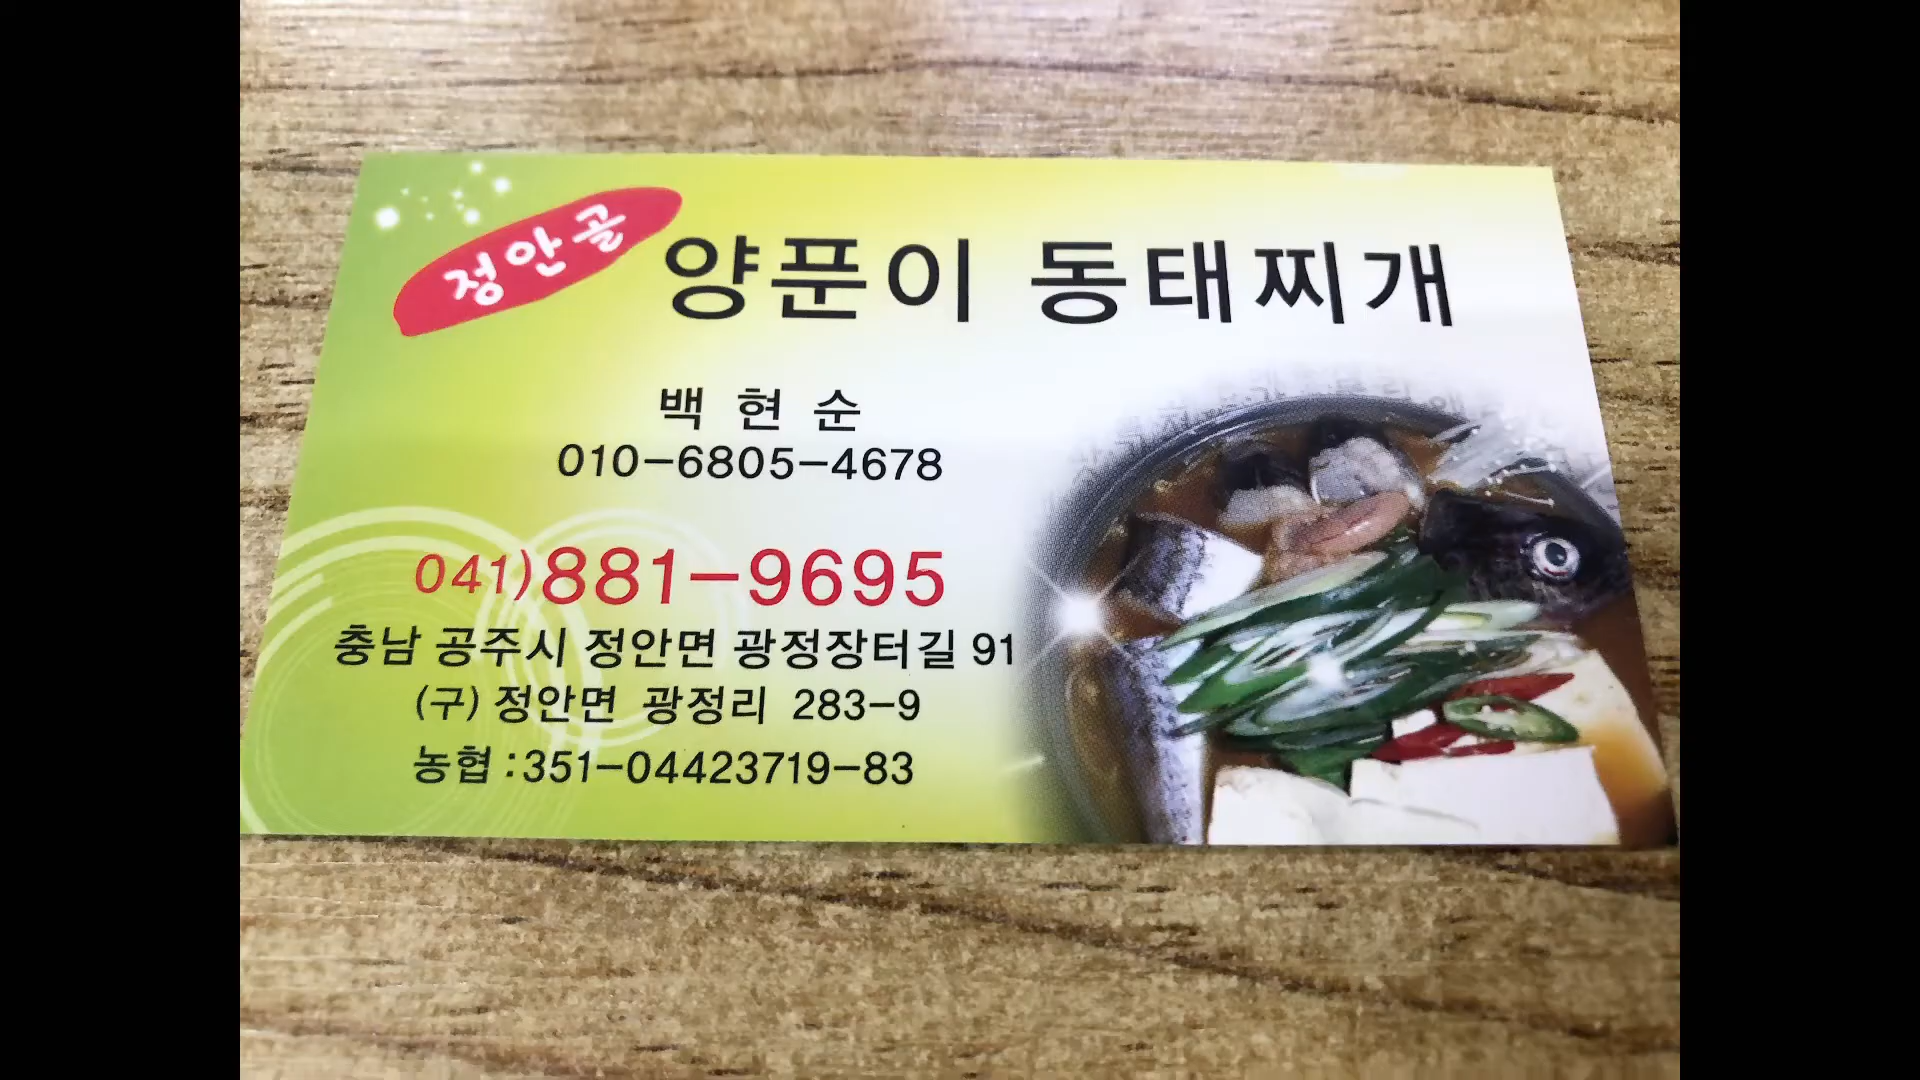 정안골
양푼이 동태찌개
백 현 순
010-6805-4678
041)881-9695
충남 공주시 정안면 광정장터길 91
(구) 정안면 광정리 283-9
농협 :351-04423719-83